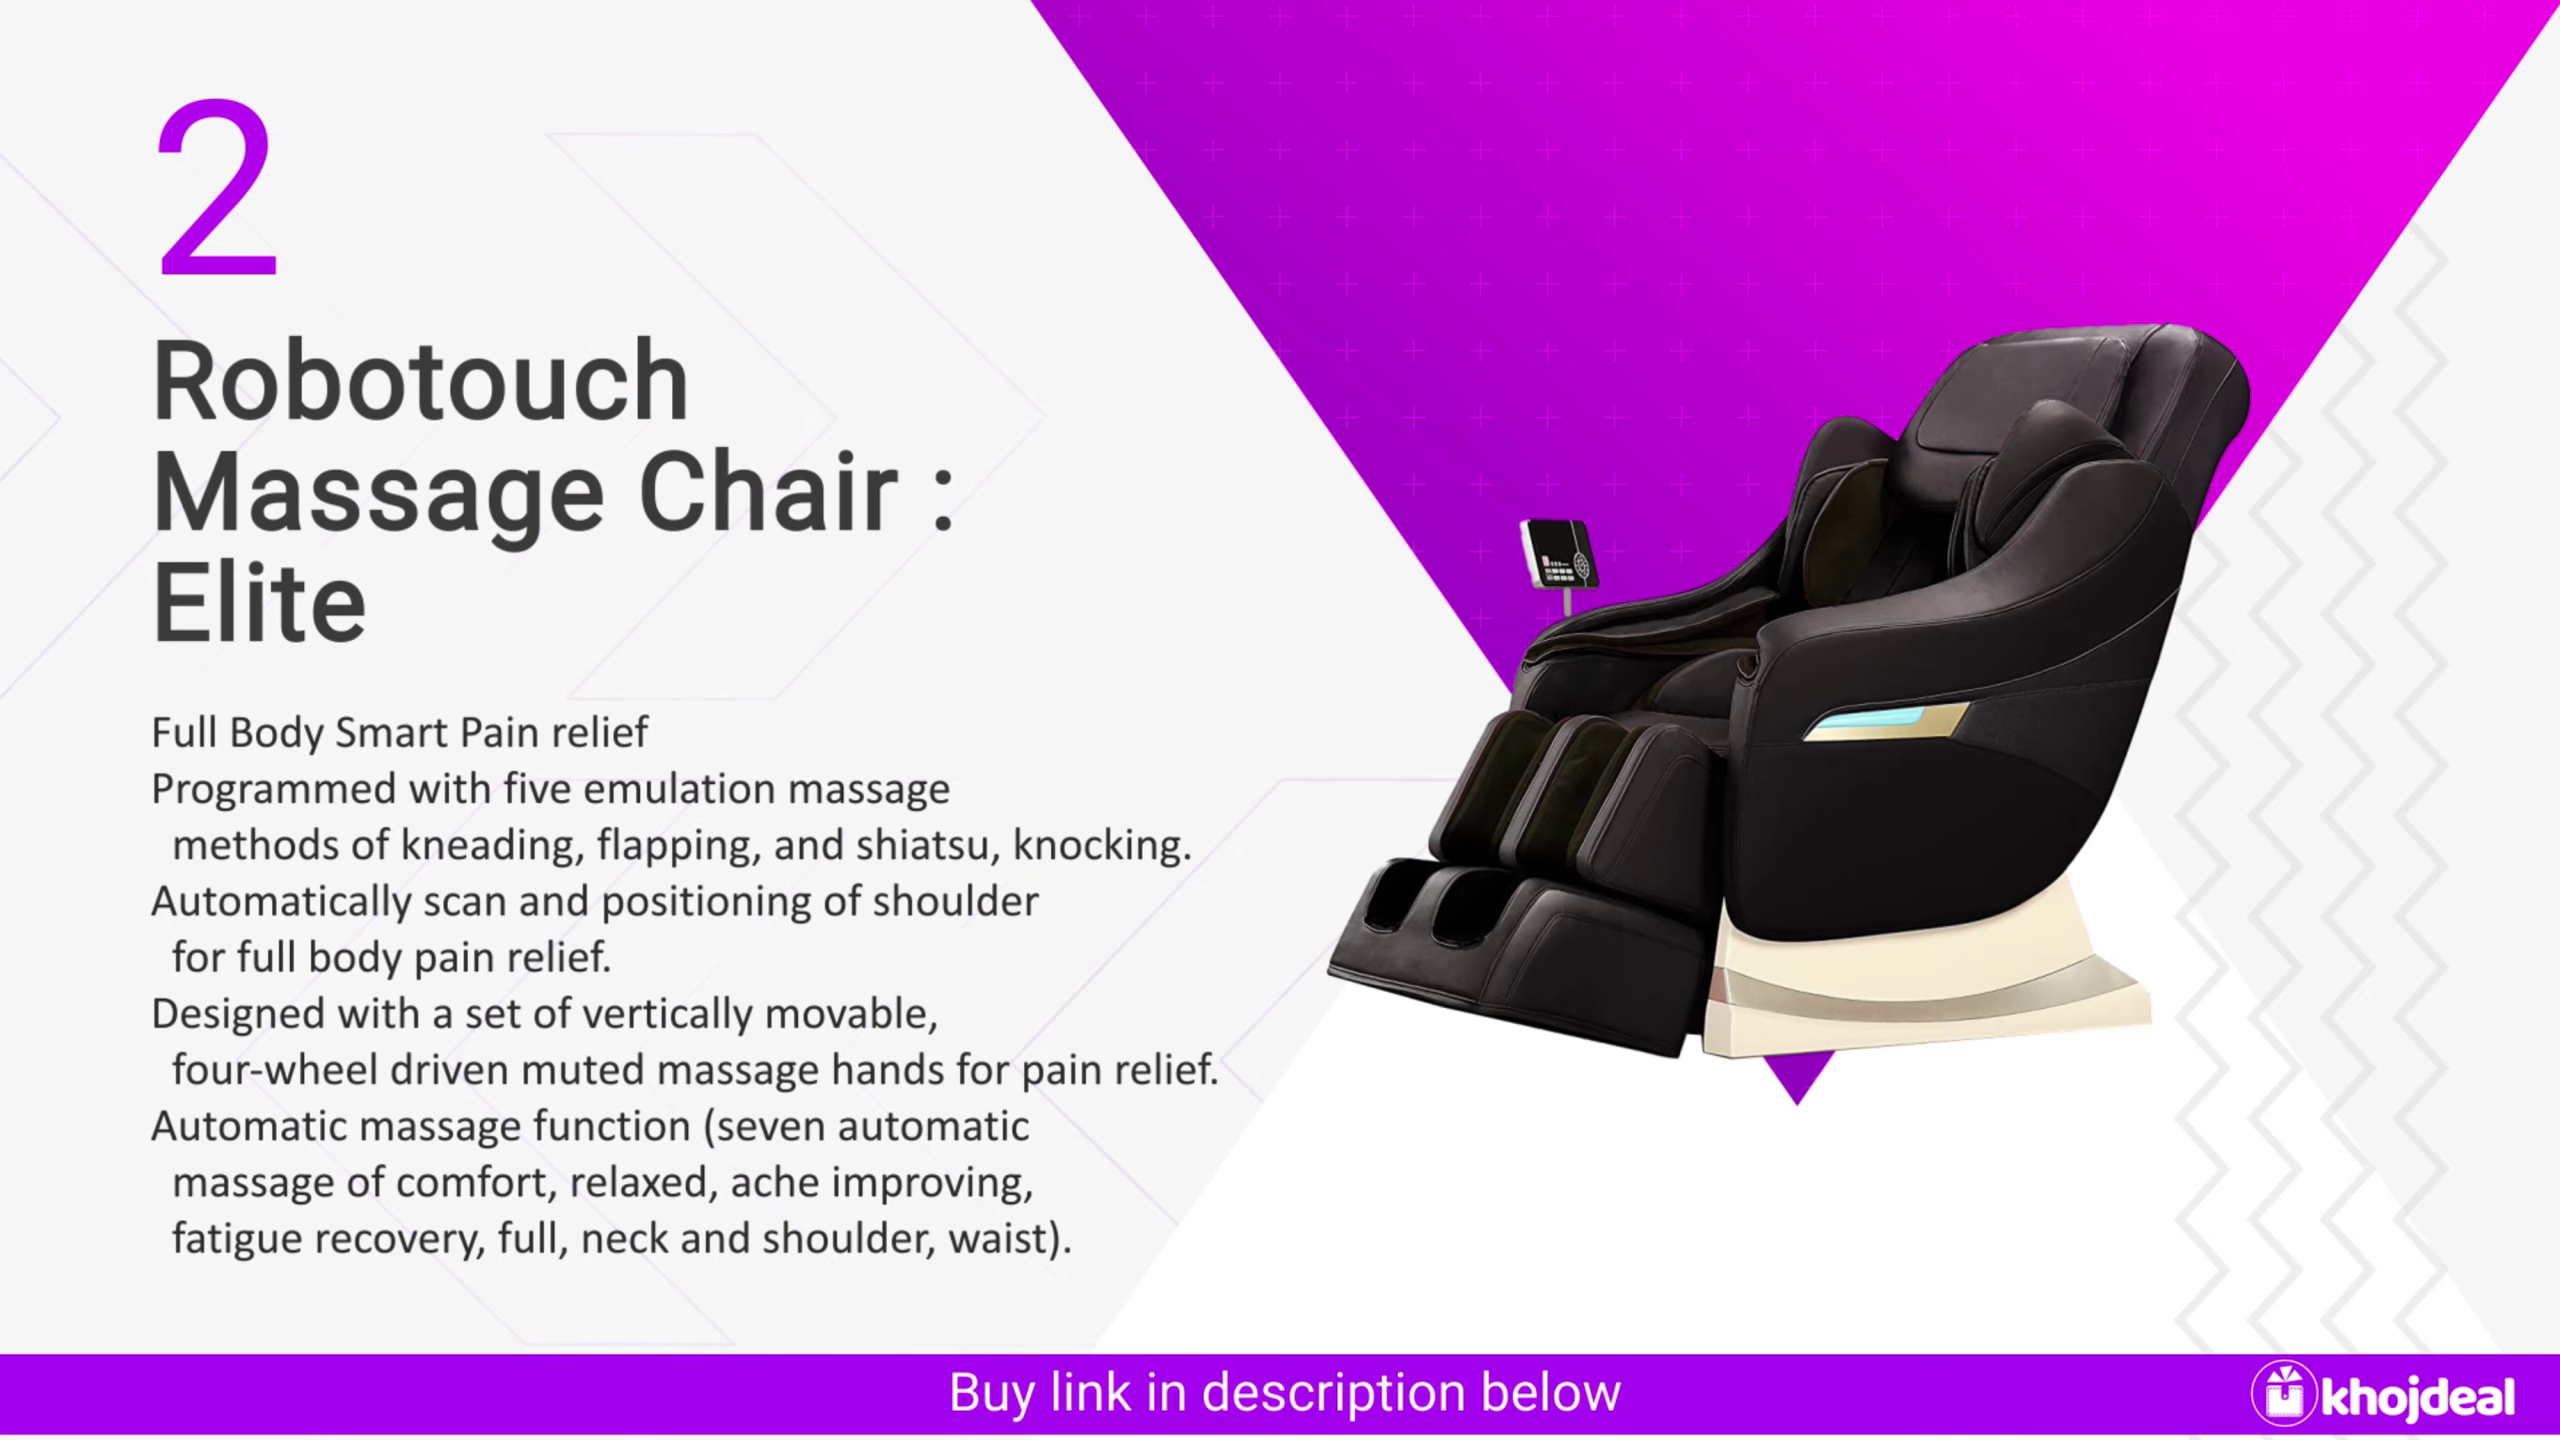 2
Robotouch
Massage Chair :
Elite
Full Body Smart Pain relief
Programmed with five emulation massage
methods of kneading, flapping, and shiatsu, knocking.
Automatically scan and positioning of shoulder
for full body pain relief.
Designed with a set of vertically movable,
four-wheel driven muted massage hands for pain relief.
Automatic massage function (seven automatic
massage of comfort, relaxed, ache improving,
fatigue recovery, full, neck and shoulder, waist).
Buy link in description below
khojdeal